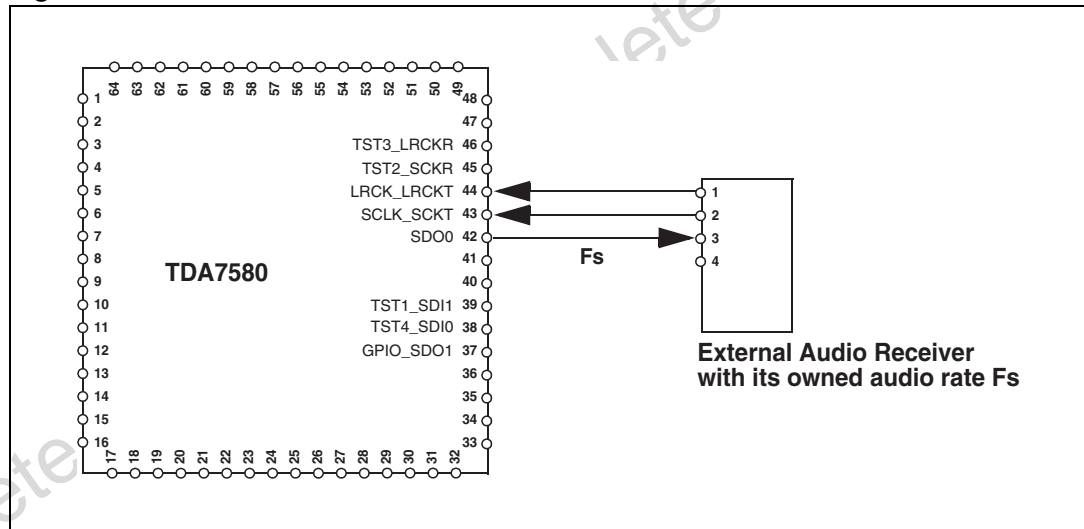 64 63 62 61 60 59 58 57 56 55 54 53 52 51 50 49
1 48
2 47
3 TST3_LRCKR 46
4 TST2_SCKR 45
5 LRCK_LRCKT 44 1
6 SCLK_SCKT 43 2
7 SDO0 42 3
Fs
8 41 4
9 TDA7580 40
10 TST1_SDI1 39
11 TST4_SDI0 38
12 GPIO_SDO1 37
External Audio Receiver
with its owned audio rate Fs
13 36
14 35
15 34
16 33
17 18 19 20 21 22 23 24 25 26 27 28 29 30 31 32
lete
ete